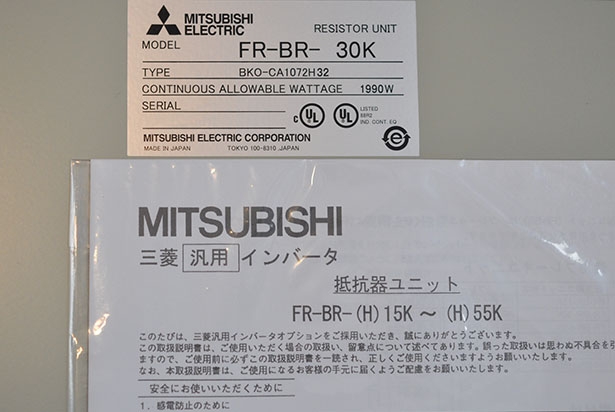 MITSUBISHI
ELECTRIC
RESISTOR UNIT
MODEL FR-BR- 30K
TYPE BKO-CA1072H32
CONTINUOUS ALLOWABLE WATTAGE 1990W
SERIAL
c UL UL LISTED
IND. CONT. EQ
MITSUBISHI ELECTRIC CORPORATION
MADE IN JAPAN TOKYO 100-8310 ,JAPAN
MITSUBISHI
三菱 汎用 インバータ
抵抗器ユニット
FR-BR-(H)15K ~ (H)55K
このたびは、三菱汎用インバータオプションをご採用いただき、誠にありがとうございます。
この取扱説明書は、ご使用いただく場合の取扱い、留意点について述べてあります。誤った取扱いは思わぬ不具合を引
ますので、ご使用前に必ずこの取扱説明書を一読され、正しくご使用くださいますようお願いいたします。
なお、本取扱説明書は、ご使用になるお客様の手元に届くようご配慮をお願いいたします。
安全にお使いいただくために
1. 感電防止のために